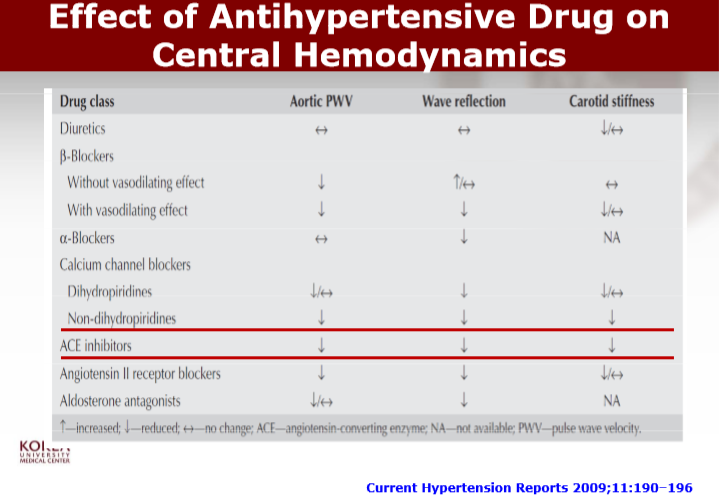 Effect of Antihypertensive Drug on
Central Hemodynamics
Drug class Aortic PWV Wave reflection Carotid stiffness
Diuretics ↔ ↔ ↓/↔
β-Blockers
Without vasodilating effect ↓ ↑/↔ ↔
With vasodilating effect ↓ ↓ ↓/↔
α-Blockers ↔ ↓ NA
Calcium channel blockers
Dihydropiridines ↓/↔ ↓ ↓/↔
Non-dihydropiridines ↓ ↓ ↓
ACE inhibitors ↓ ↓ ↓
Angiotensin II receptor blockers ↓ ↓ ↓/↔
Aldosterone antagonists ↓/↔ ↓ NA
↑—increased; ↓—reduced; ↔—no change; ACE—angiotensin-converting enzyme; NA—not available; PWV—pulse wave velocity.
UNIVERSITY
MEDICAL CENTER
Current Hypertension Reports 2009;11:190–196